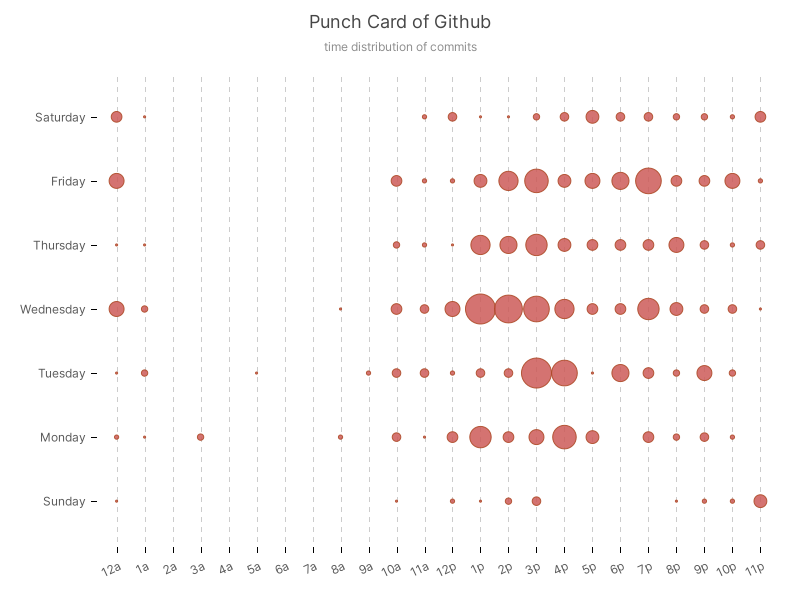 Punch Card of Github
time distribution of commits
Saturday
Friday
Thursday
Wednesday
Tuesday
Monday
Sunday
12a 1a 2a 3a 4a 5a 6a 7a 8a 9a 10a 11a 12p 1p 2p 3p 4p 5p 6p 7p 8p 9p 10p 11p